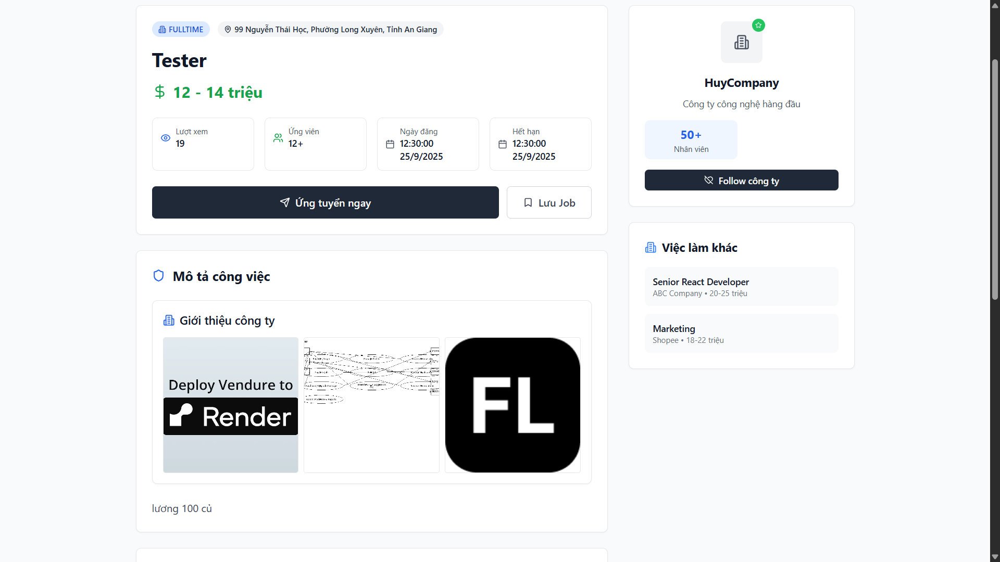 FULLTIME
99 Nguyễn Thái Học, Phường Long Xuyên, Tỉnh An Giang
Tester
12 - 14 triệu
Lượt xem
19
Ứng viên
12+
Ngày đăng
12:30:00
25/9/2025
Hết hạn
12:30:00
25/9/2025
Ứng tuyển ngay
Lưu Job
Mô tả công việc
Giới thiệu công ty
Deploy Vendure to
Render
Manage Profile
FL
lương 100 củ
HuyCompany
Công ty công nghệ hàng đầu
50+
Nhân viên
Follow công ty
Việc làm khác
Senior React Developer
ABC Company • 20-25 triệu
Marketing
Shopee • 18-22 triệu